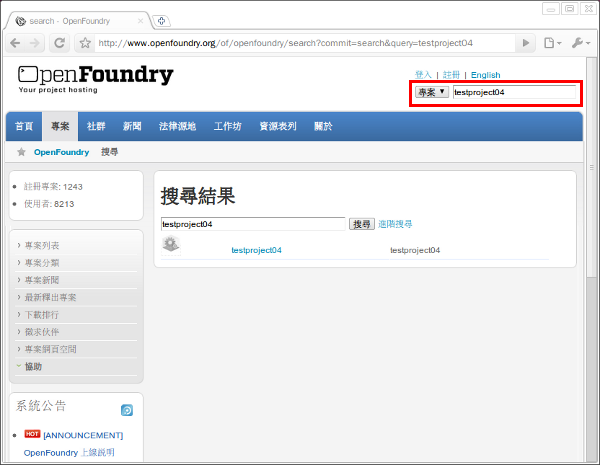 search - OpenFoundry
http://www.openfoundry.org/of/openfoundry/search?commit=search&query=testproject04
OpenFoundry
Your project hosting
登入 | 註冊 | English
專案 testproject04
首頁 專案 社群 新聞 法律源地 工作坊 資源表列 關於
OpenFoundry 搜尋
註冊專案: 1243
使用者: 8213
專案列表
專案分類
專案新聞
最新釋出專案
下載排行
徵求伙伴
專案網頁空間
協助
系統公告
HOT [ANNOUNCEMENT]
OpenFoundry 上線說明
搜尋結果
testproject04 搜尋 進階搜尋
testproject04 testproject04